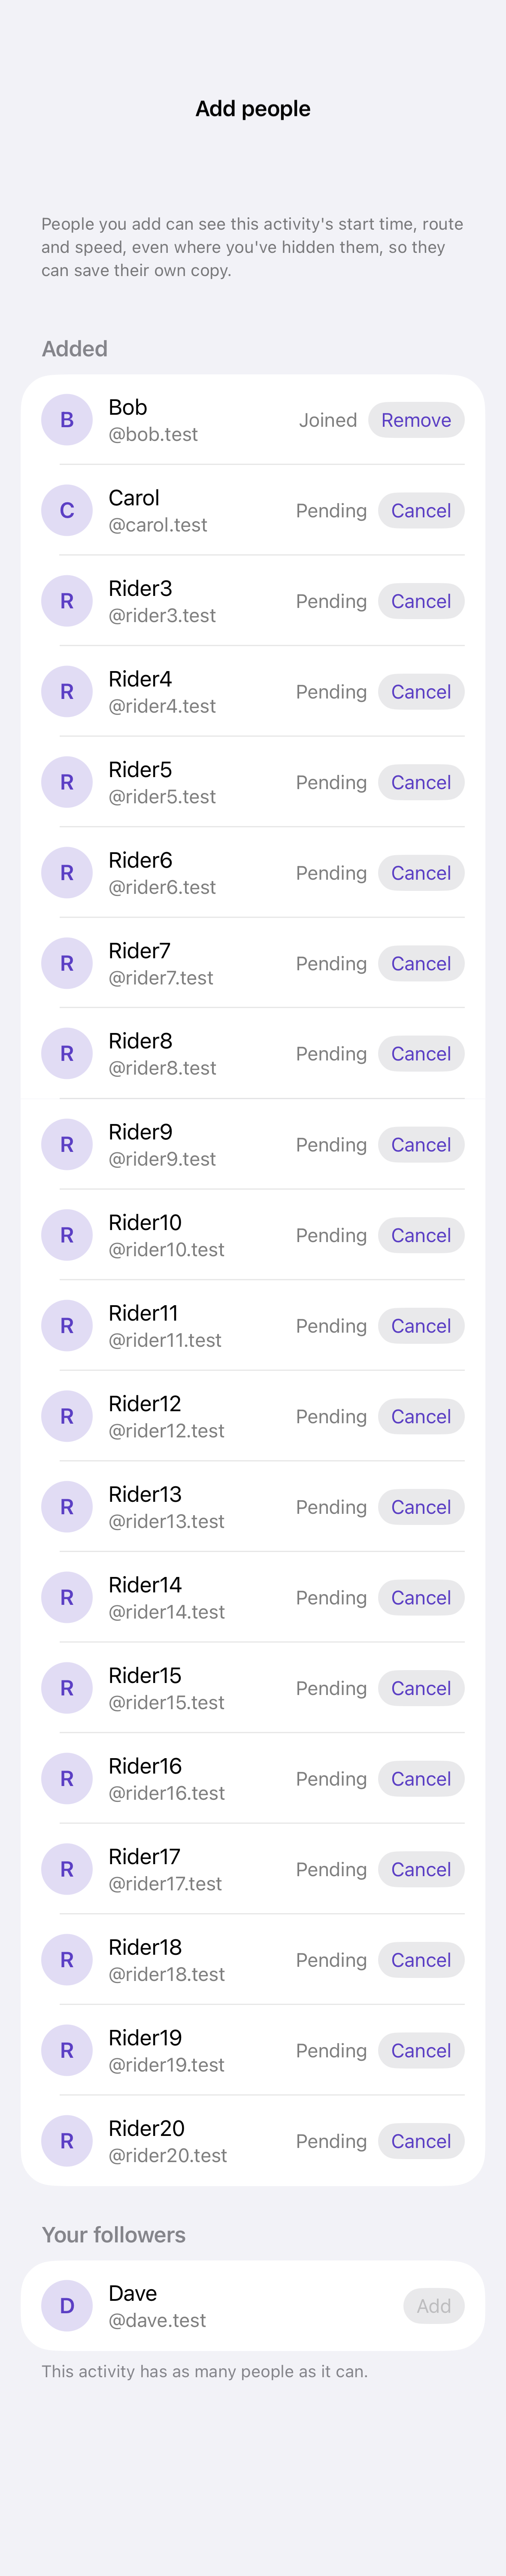 Add people
People you add can see this activity's start time, route
and speed, even where you've hidden them, so they
can save their own copy.
Added
B
Bob
@bob.test
Joined
Remove
C
Carol
@carol.test
Pending
Cancel
R
Rider3
@rider3.test
Pending
Cancel
R
Rider4
@rider4.test
Pending
Cancel
R
Rider5
@rider5.test
Pending
Cancel
R
Rider6
@rider6.test
Pending
Cancel
R
Rider7
@rider7.test
Pending
Cancel
R
Rider8
@rider8.test
Pending
Cancel
R
Rider9
@rider9.test
Pending
Cancel
R
Rider10
@rider10.test
Pending
Cancel
R
Rider11
@rider11.test
Pending
Cancel
R
Rider12
@rider12.test
Pending
Cancel
R
Rider13
@rider13.test
Pending
Cancel
R
Rider14
@rider14.test
Pending
Cancel
R
Rider15
@rider15.test
Pending
Cancel
R
Rider16
@rider16.test
Pending
Cancel
R
Rider17
@rider17.test
Pending
Cancel
R
Rider18
@rider18.test
Pending
Cancel
R
Rider19
@rider19.test
Pending
Cancel
R
Rider20
@rider20.test
Pending
Cancel
Your followers
D
Dave
@dave.test
Add
This activity has as many people as it can.